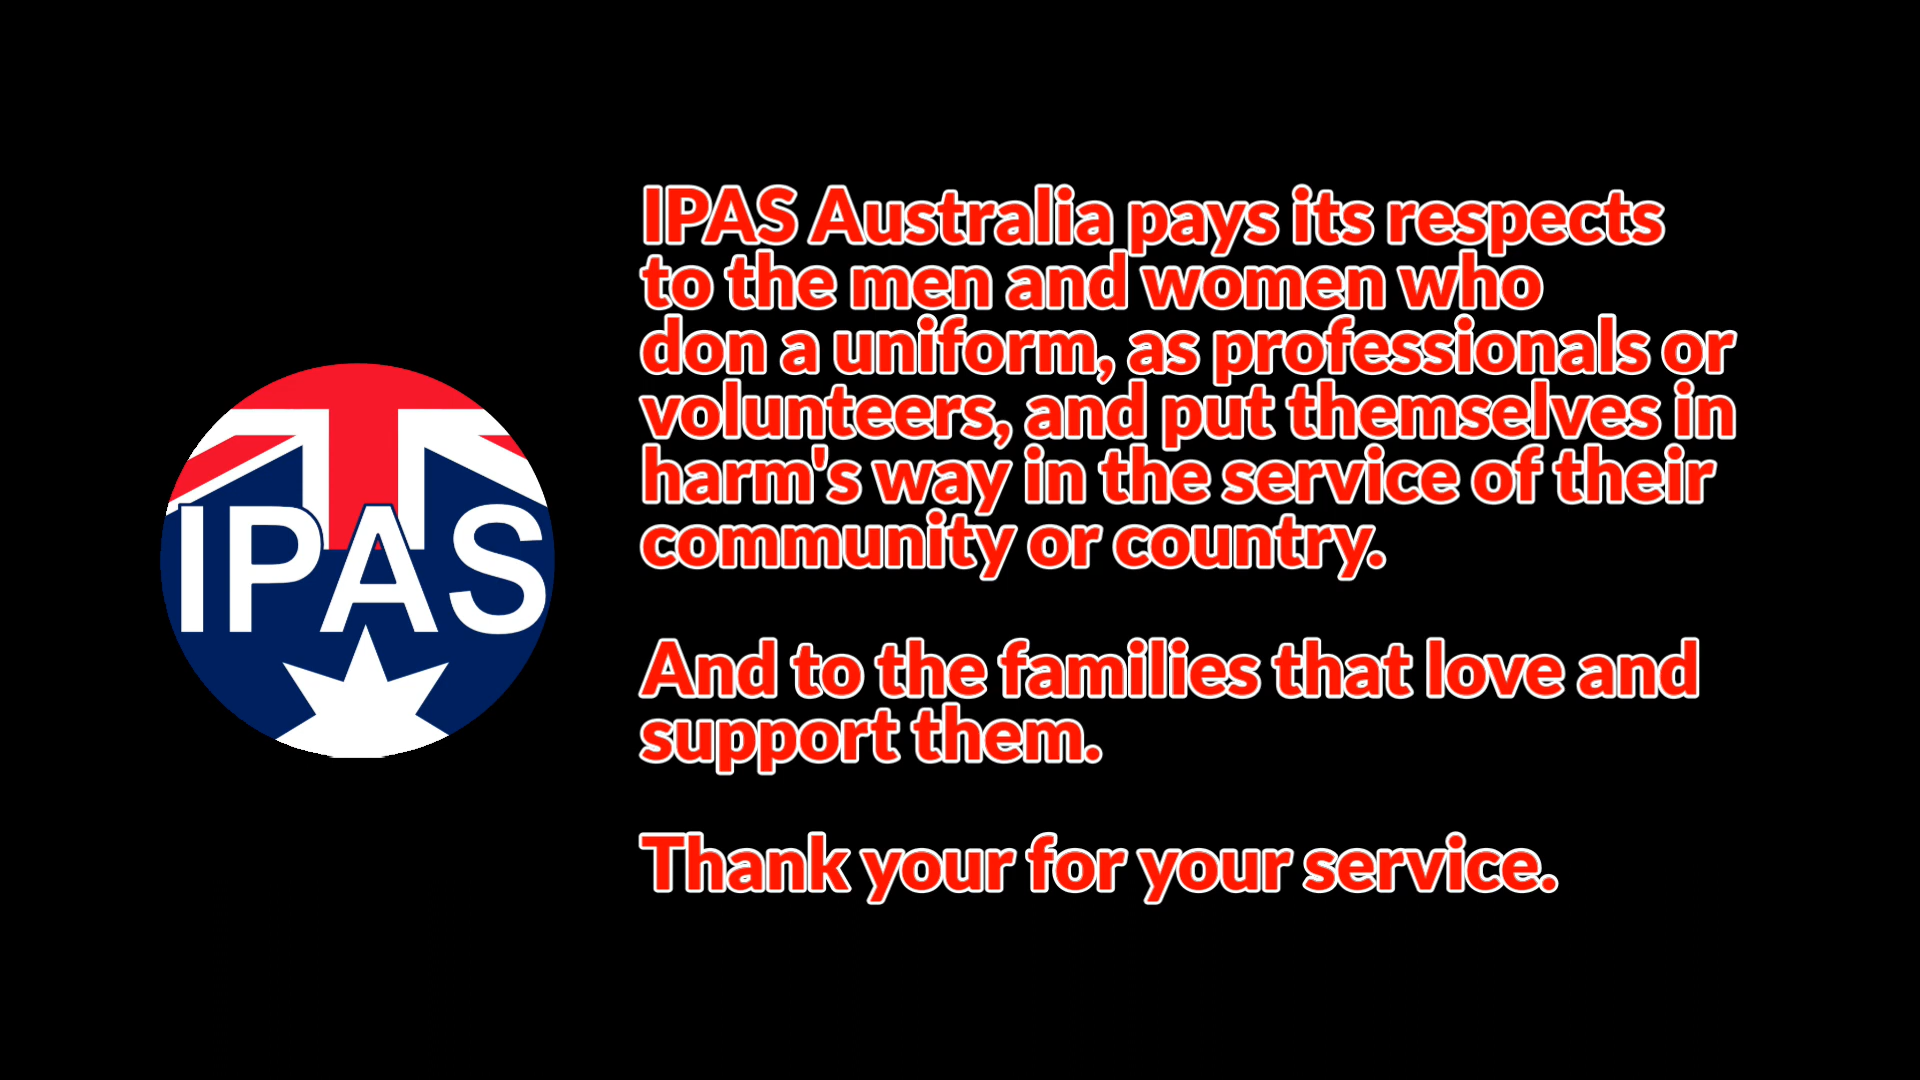 IPAS
IPAS Australia pays its respects
to the men and women who
don a uniform, as professionals or
volunteers, and put themselves in
harm's way in the service of their
community or country.
And to the families that love and
support them.
Thank your for your service.